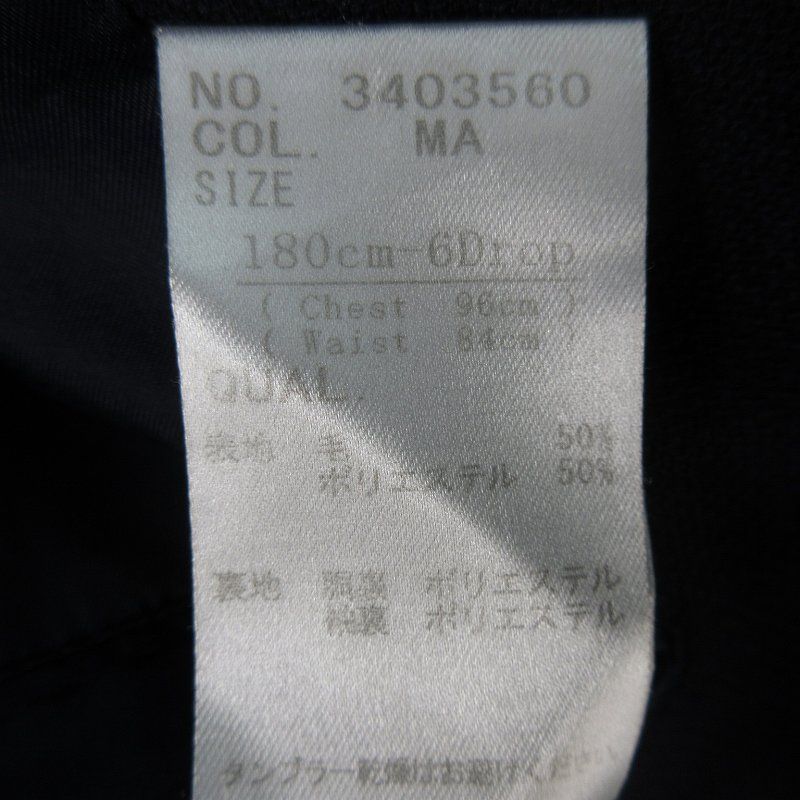 NO. 3403560
COL. MA
SIZE
180cm-6Drop
( Chest 96cm )
( Waist 84cm )
QUAL.
表地 毛 50%
ポリエステル 50%
裏地 胴裏 ポリエステル
袖裏 ポリエステル
タンブラー乾燥はお避けください